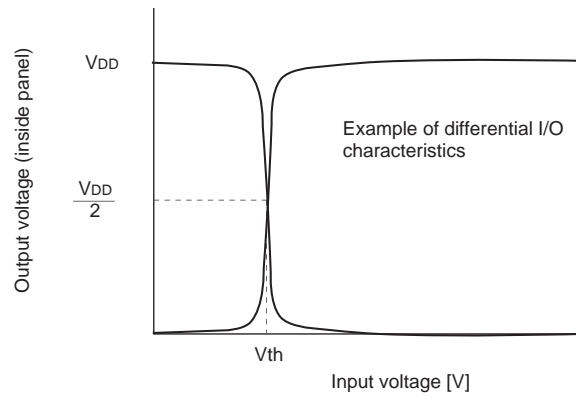 Output voltage (inside panel)
VDD
VDD
2
Example of differential I/O
characteristics
Vth
Input voltage [V]